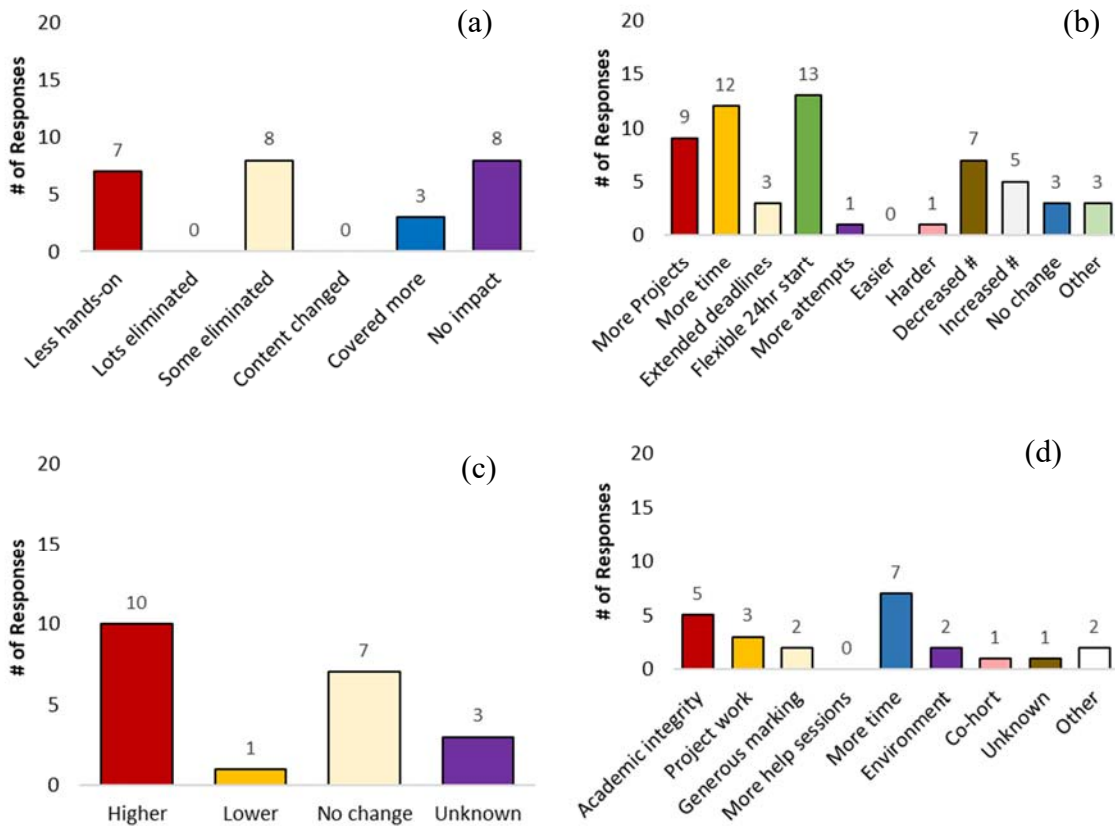 (a)
# of Responses
20
15
10
5
0
7
0
8
0
3
8
Less hands-on
Lots eliminated
Some eliminated
Content changed
Covered more
No impact
(b)
# of Responses
20
15
10
5
0
9
12
3
13
1
0
1
7
5
3
3
More Projects
More time
Extended deadlines
Flexible 24hr start
More attempts
Easier
Harder
Decreased #
Increased #
No change
Other
(c)
# of Responses
20
15
10
5
0
10
1
7
3
Higher
Lower
No change
Unknown
(d)
# of Responses
20
15
10
5
0
5
3
2
0
7
2
1
1
2
Academic integrity
Project work
Generous marking
More help sessions
More time
Environment
Co-hort
Unknown
Other